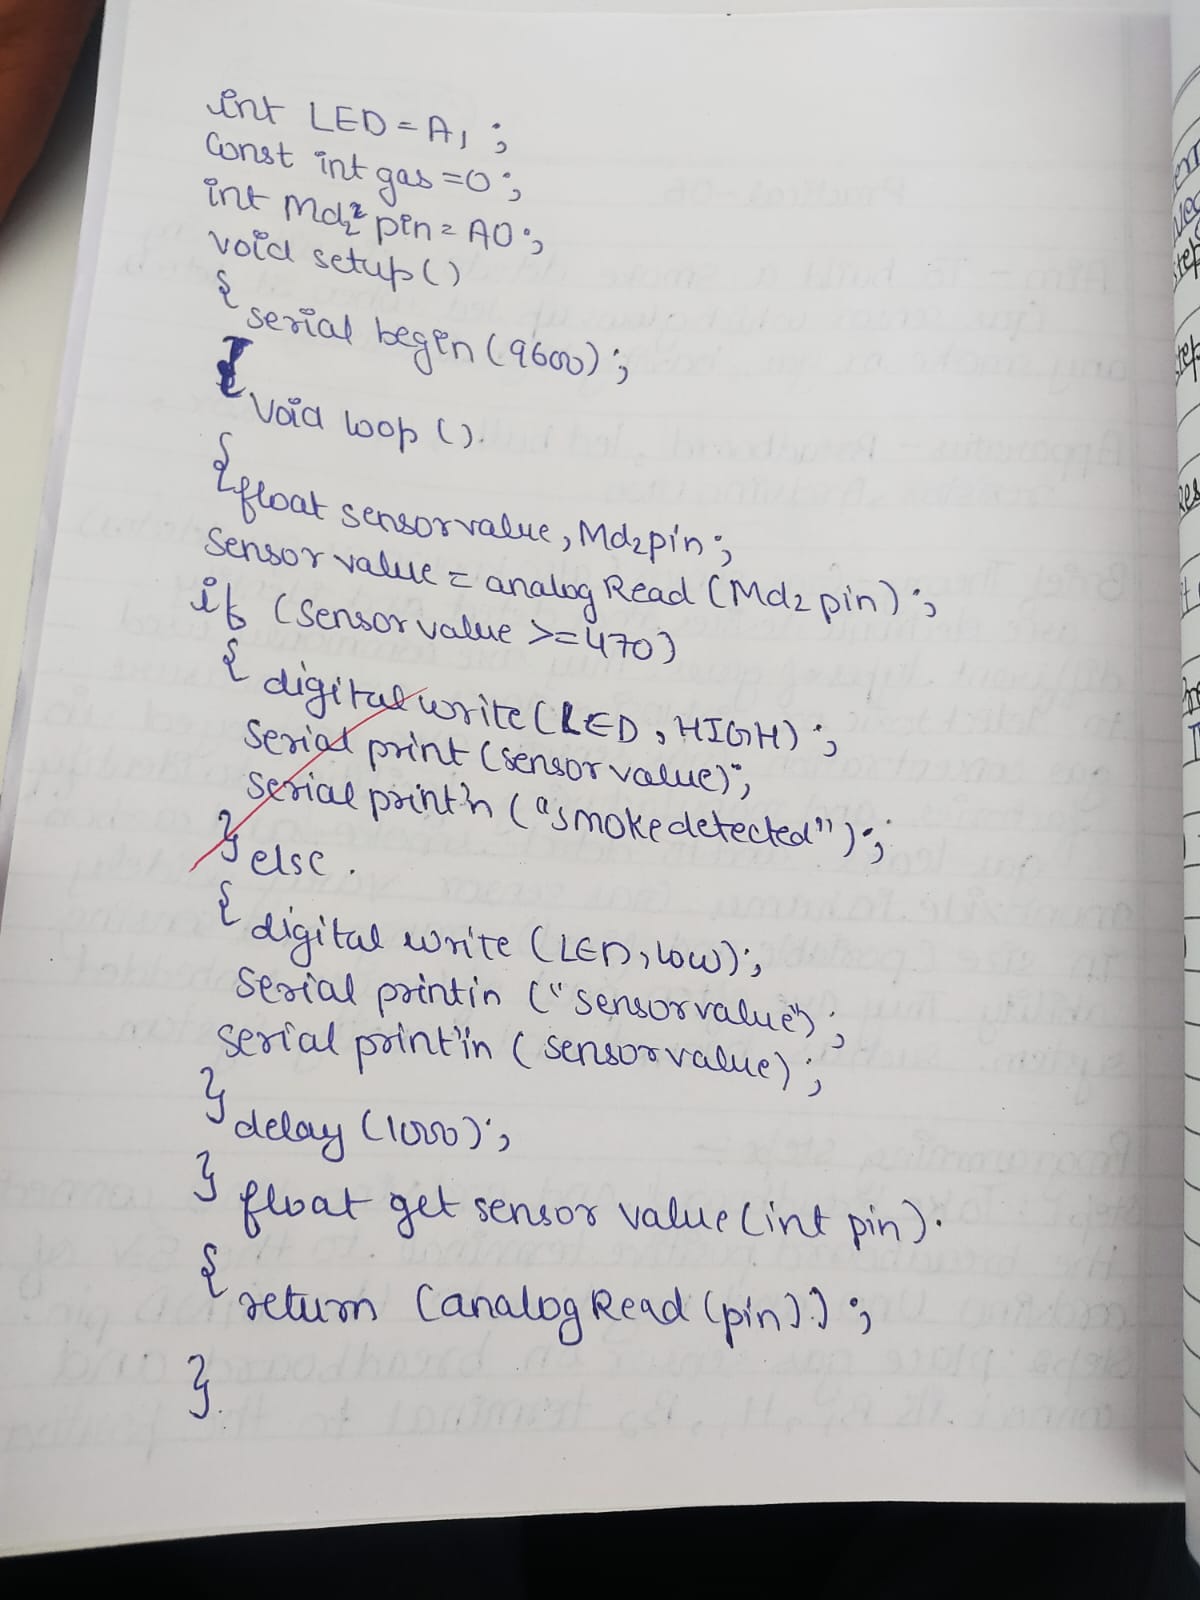 int LED = A1 ;
Const int gas = 0 ;
int Md2 pin = A0 ;
void setup ( )
{
serial begin (9600) ;
}
void loop ( )
{
float sensorvalue, Md2pin ;
sensor value = analog Read (Md2 pin) ;
if (Sensor value >= 470)
{ digital write (LED , HIGH) ;
serial print (sensor value) ;
serial printn ("smoke detected") ;
} else .
{
digital write (LED, low) ;
serial printin ("sensorvalue") ;
serial printin ( sensorvalue) ;
}
delay (1000) ;
}
float get sensor value (int pin) .
{
return (analog Read (pin)) ;
}